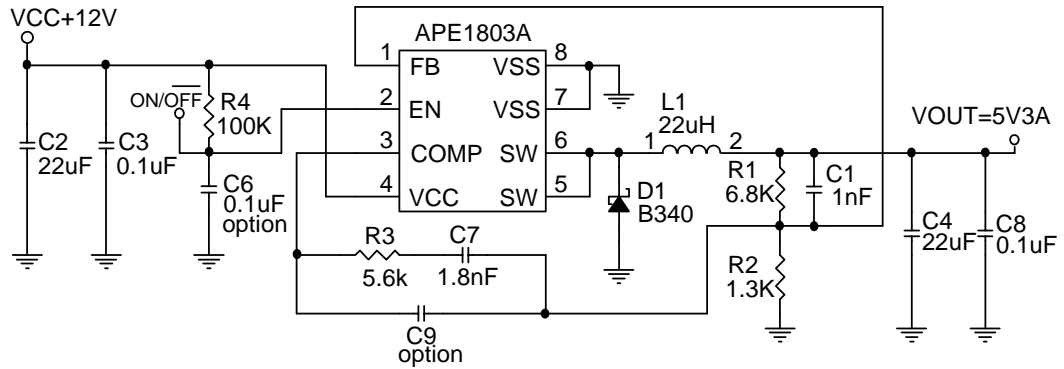 VCC+12V
APE1803A
1 FB VSS 8
ON/OFF
R4
100K
2 EN VSS 7
L1
22uH
VOUT=5V3A
C2
22uF
C3
0.1uF
3 COMP SW 6
1 2
4 VCC SW 5
C6
0.1uF
option
D1
B340
R1
6.8K
C1
1nF
R3
5.6k
C7
1.8nF
C4
22uF
C8
0.1uF
R2
1.3K
C9
option